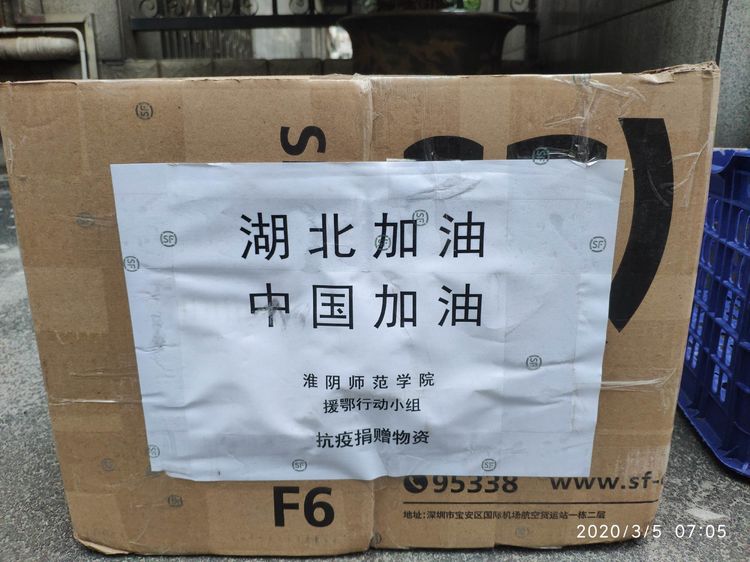 湖北加油
中国加油
淮阴师范学院
援鄂行动小组
抗疫捐赠物资
F6
95338 www.sf-
地址:深圳市宝安区国际机场航空货运站一栋二层
2020/3/5 07:05